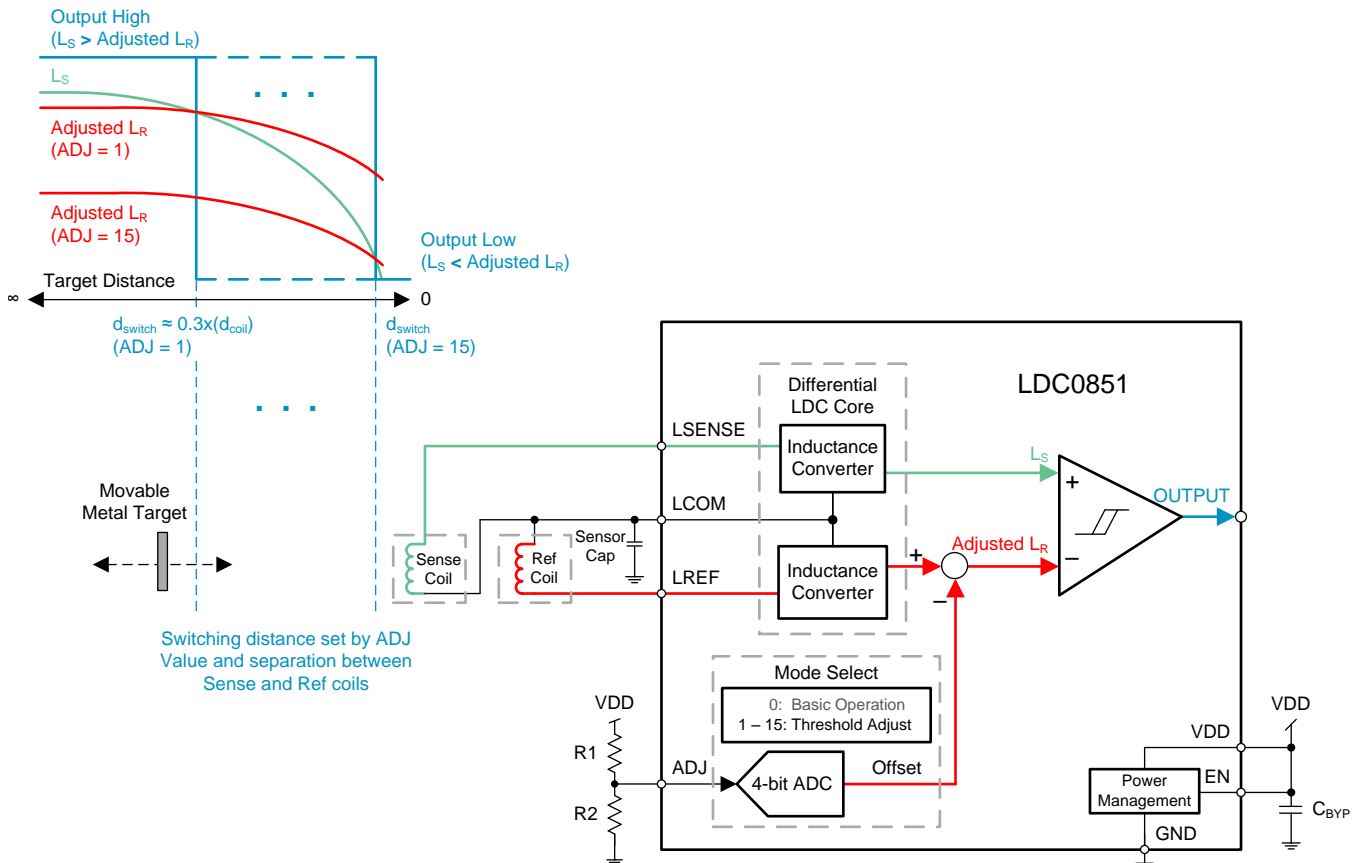 Output High
(LS > Adjusted LR)
LS
. . .
Adjusted LR
(ADJ = 1)
Adjusted LR
(ADJ = 15)
Output Low
(LS < Adjusted LR)
Target Distance
∞
0
dswitch ≈ 0.3x(dcoil)
(ADJ = 1)
dswitch
(ADJ = 15)
. . .
Movable
Metal Target
Switching distance set by ADJ
Value and separation between
Sense and Ref coils
Sense
Coil
Ref
Coil
Sensor
Cap
LSENSE
LCOM
LREF
LDC0851
Differential
LDC Core
Inductance
Converter
Inductance
Converter
LS
+
−
OUTPUT
Adjusted LR
+
−
Mode Select
0: Basic Operation
1 – 15: Threshold Adjust
VDD
R1
R2
ADJ
4-bit ADC
Offset
VDD
VDD
EN
Power
Management
GND
CBYP